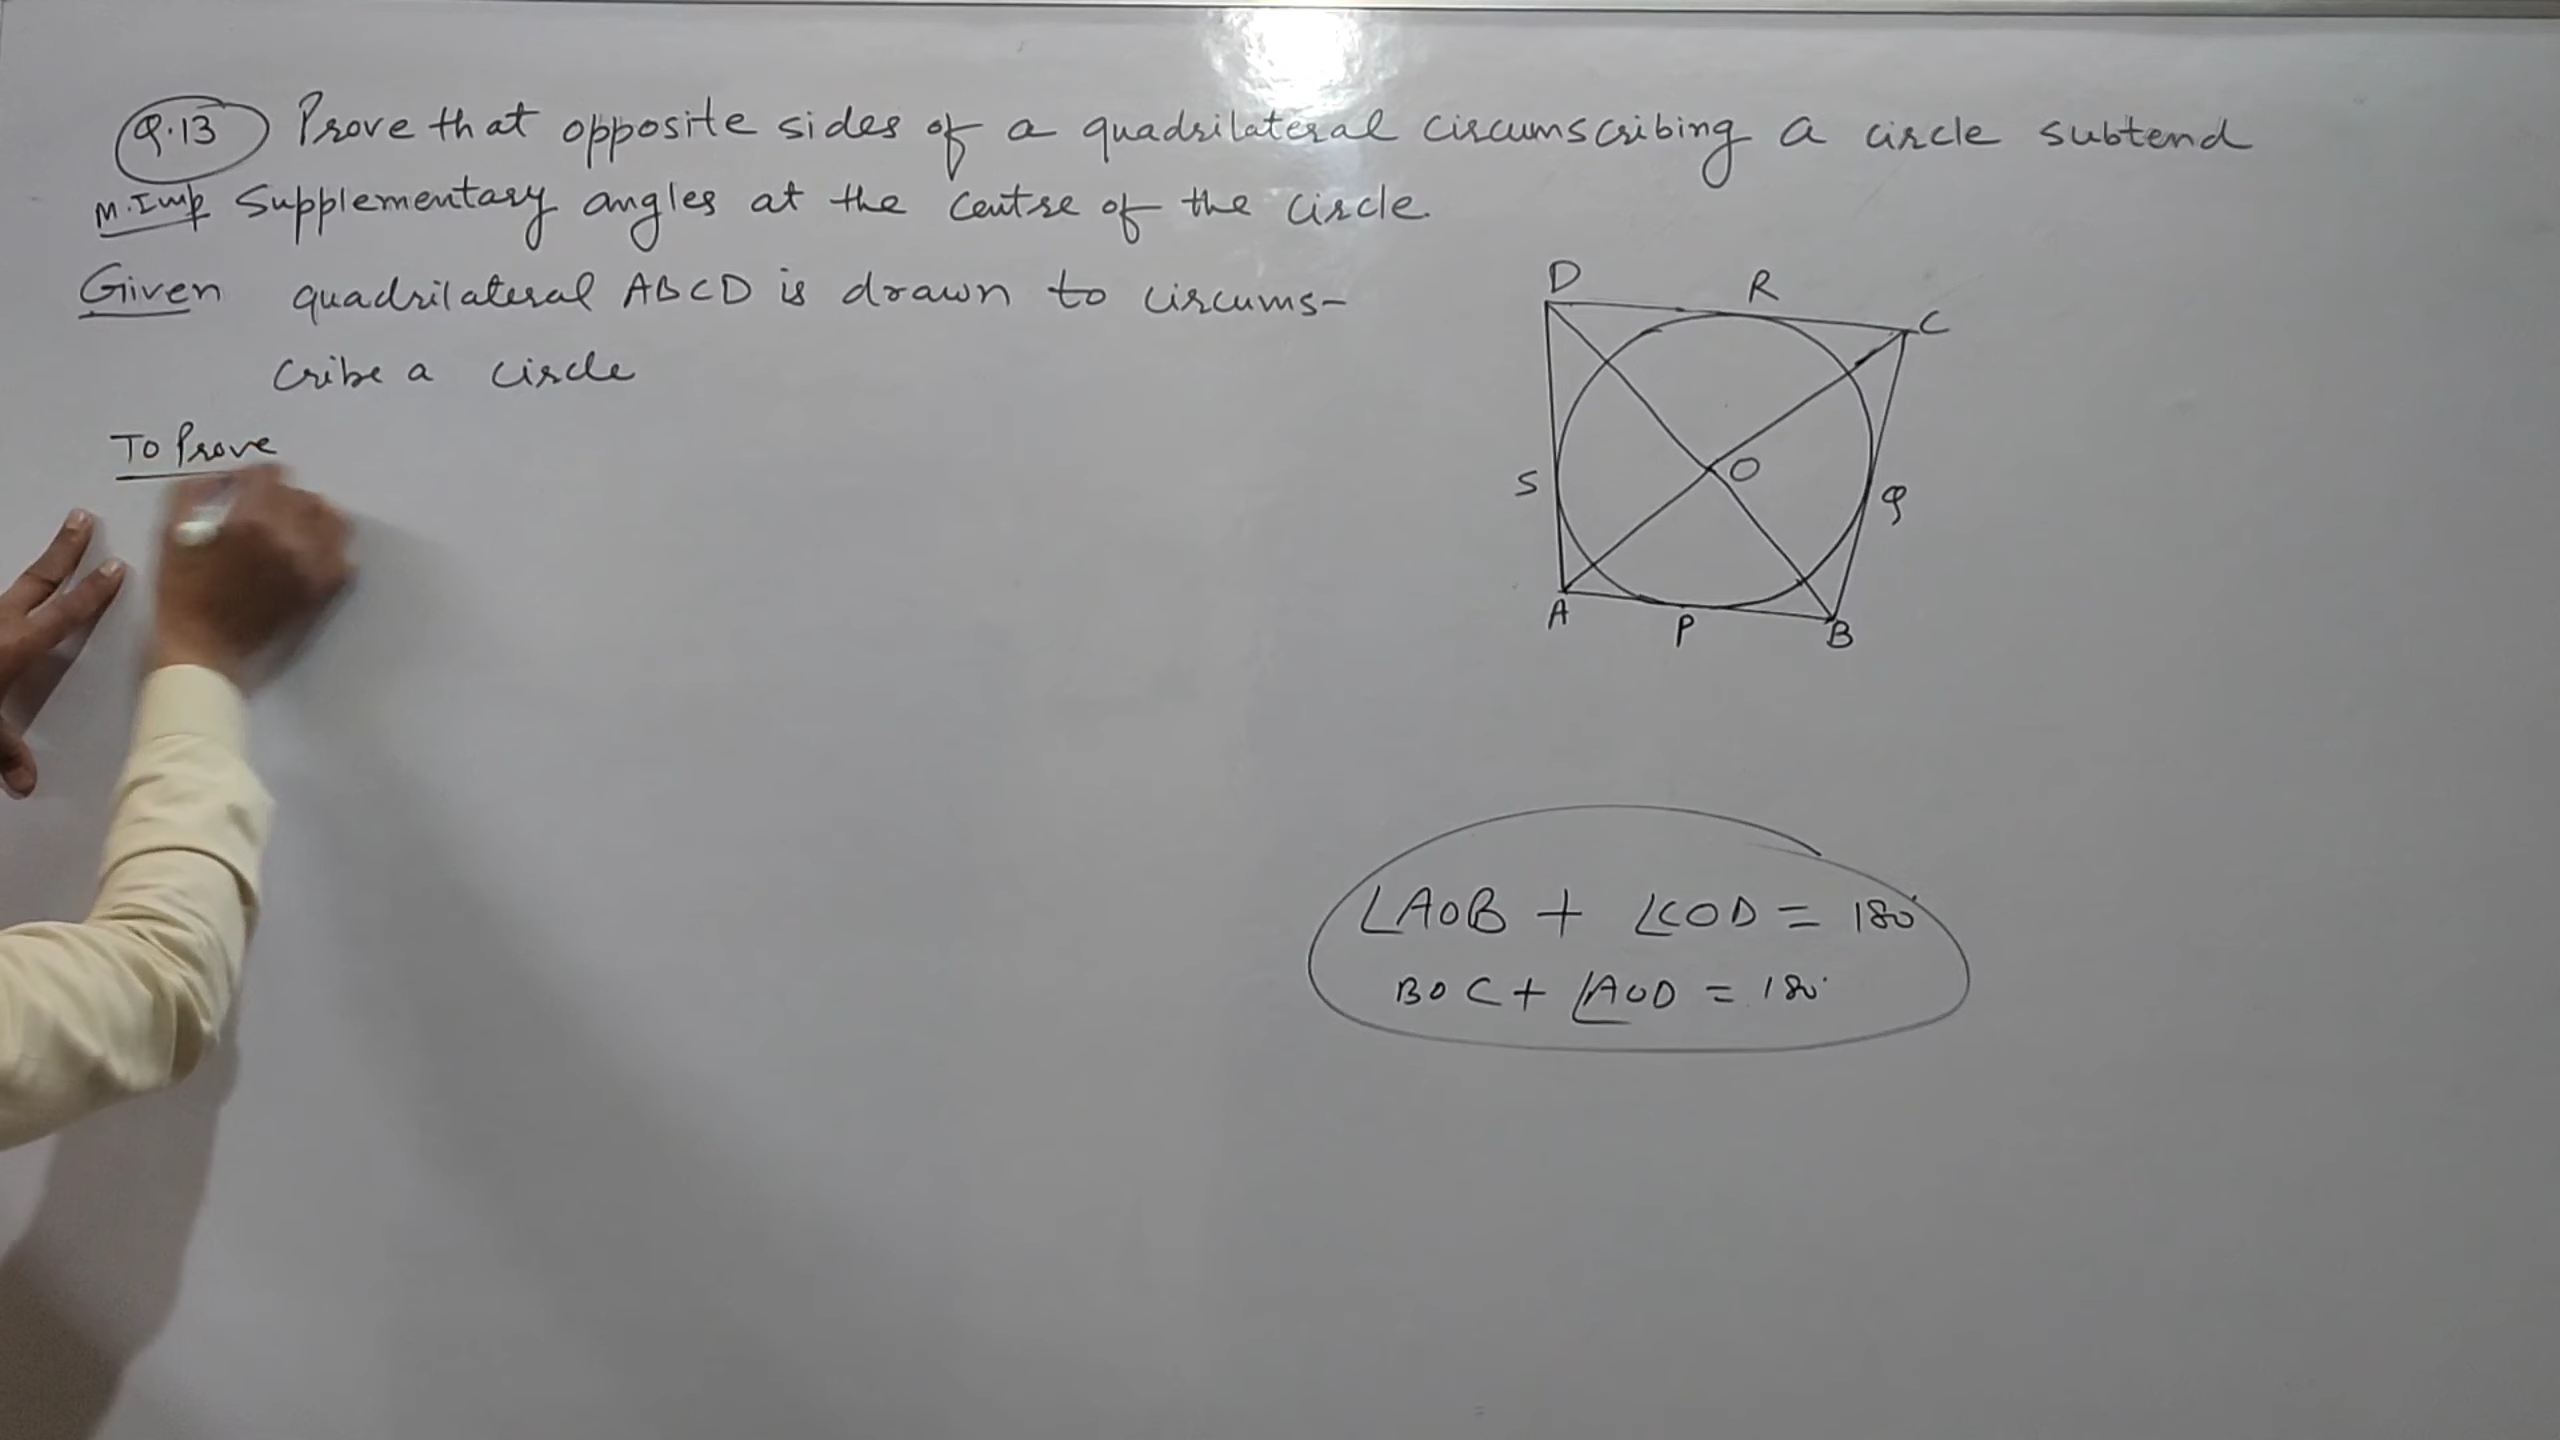 Q.13 Prove that opposite sides of a quadrilateral circumscribing a circle subtend
M.Imp Supplementary angles at the centre of the circle.
Given quadrilateral ABCD is drawn to circums-
cribe a circle
To Prove
D R C
S O Q
A P B
∠AOB + ∠COD = 180°
BOC + ∠AOD = 180°